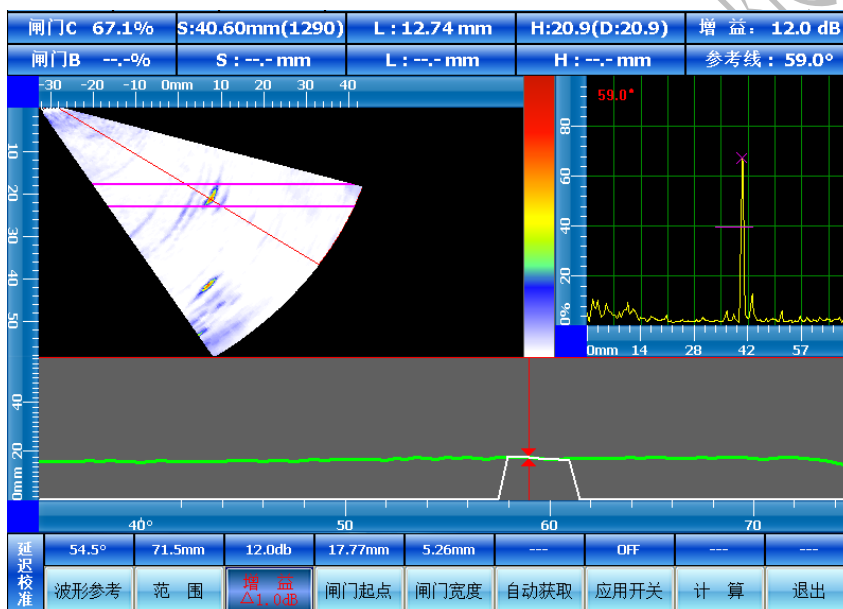 闸门C 67.1% S:40.60mm(1290) L:12.74 mm H:20.9(D:20.9) 增 益: 12.0 dB
闸门B --.-% S:--.- mm L:--.- mm H:--.- mm 参考线:59.0°
-30 -20 -10 0mm 10 20 30 40
10 20 30 40 50
80 60 40 20 0%
59.0°
0mm 14 28 42 57
40 20 0mm
40° 50 60 70
延迟校准
54.5° 71.5mm 12.0db 17.77mm 5.26mm --- OFF --- ---
波形参考 范 围 增 益 闸门起点 闸门宽度 自动获取 应用开关 计 算 退出
△1.0dB